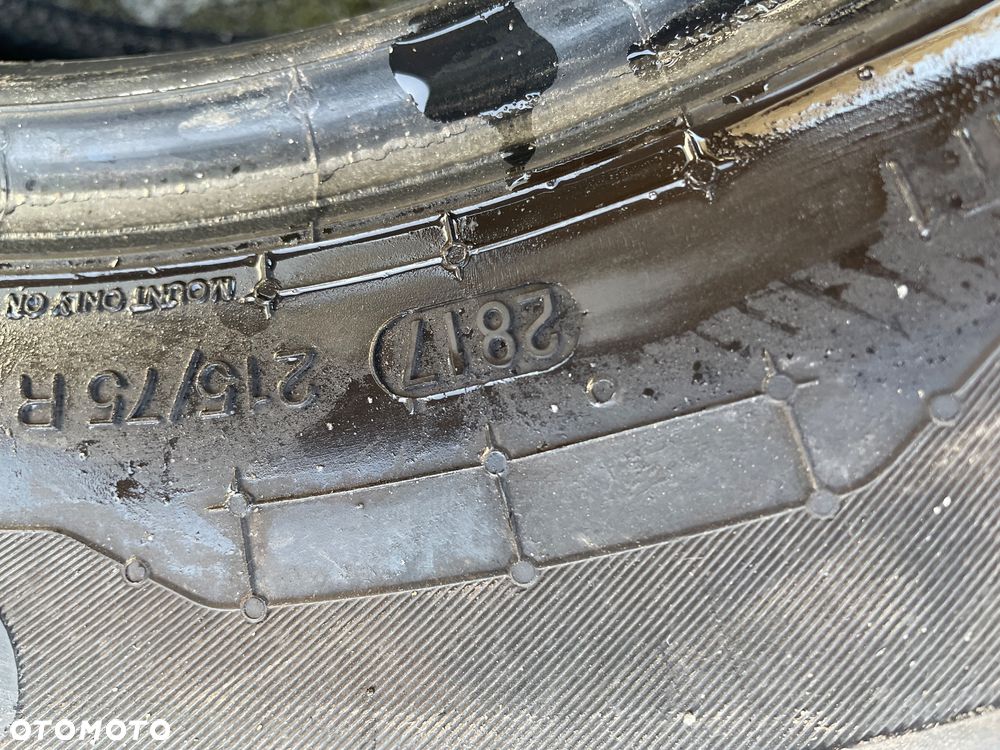 2817
215/75 R
MOUNT ONLY ON
OTOMOTO